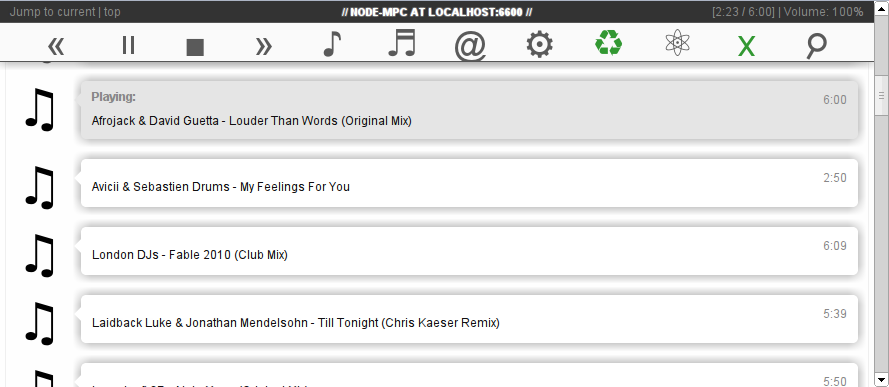 Jump to current | top
// NODE-MPC AT LOCALHOST:6600 //
[2:23 / 6:00] | Volume: 100%
@
X
Playing:
6:00
Afrojack & David Guetta - Louder Than Words (Original Mix)
2:50
Avicii & Sebastien Drums - My Feelings For You
6:09
London DJs - Fable 2010 (Club Mix)
5:39
Laidback Luke & Jonathan Mendelsohn - Till Tonight (Chris Kaeser Remix)
5:50